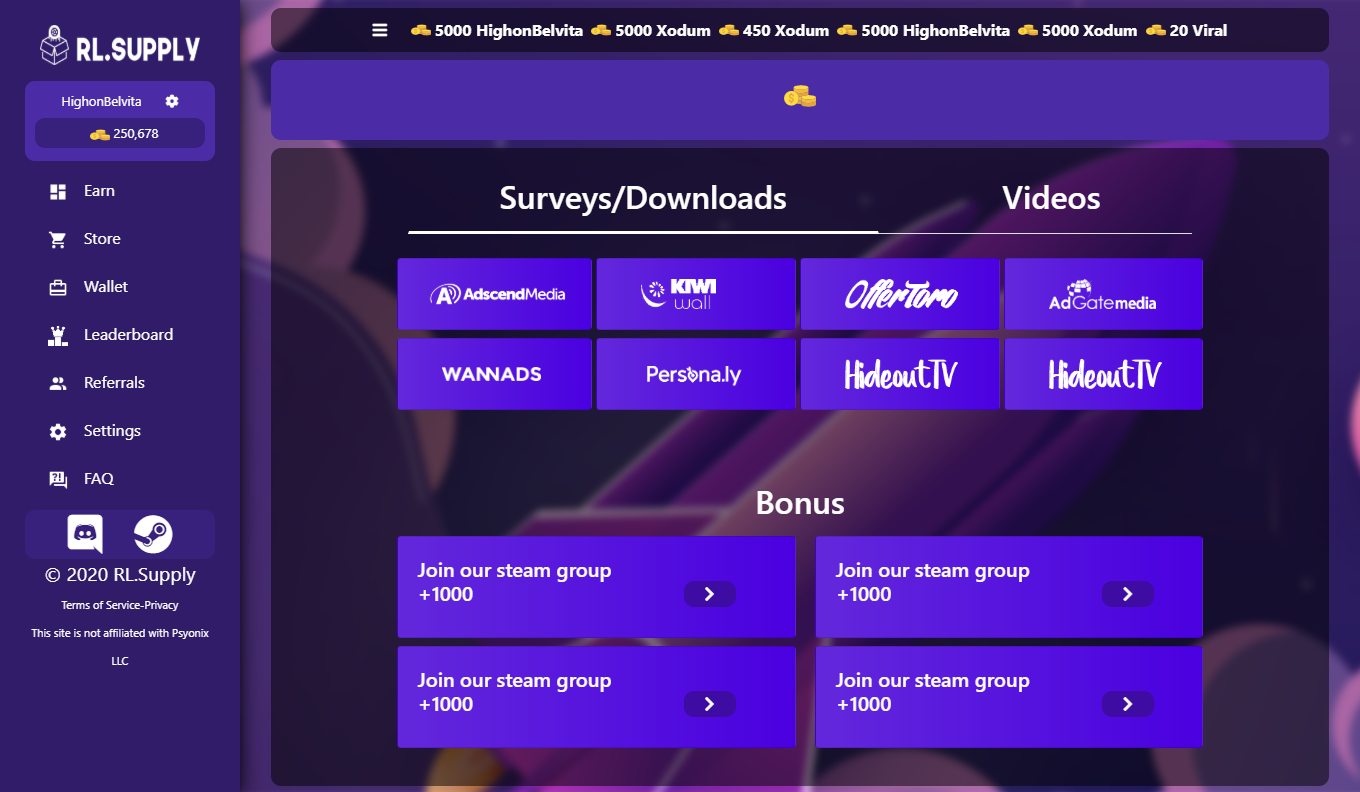 RL.SUPPLY
HighonBelvita
250,678
Earn
Store
Wallet
Leaderboard
Referrals
Settings
FAQ
© 2020 RL.Supply
Terms of Service-Privacy
This site is not affiliated with Psyonix
LLC
5000 HighonBelvita 5000 Xodum 450 Xodum 5000 HighonBelvita 5000 Xodum 20 Viral
Surveys/Downloads Videos
AdscendMedia KIWI wall OfferToro AdGate media
WANNADS Persona.ly HideoutTV HideoutTV
Bonus
Join our steam group
+1000
Join our steam group
+1000
Join our steam group
+1000
Join our steam group
+1000